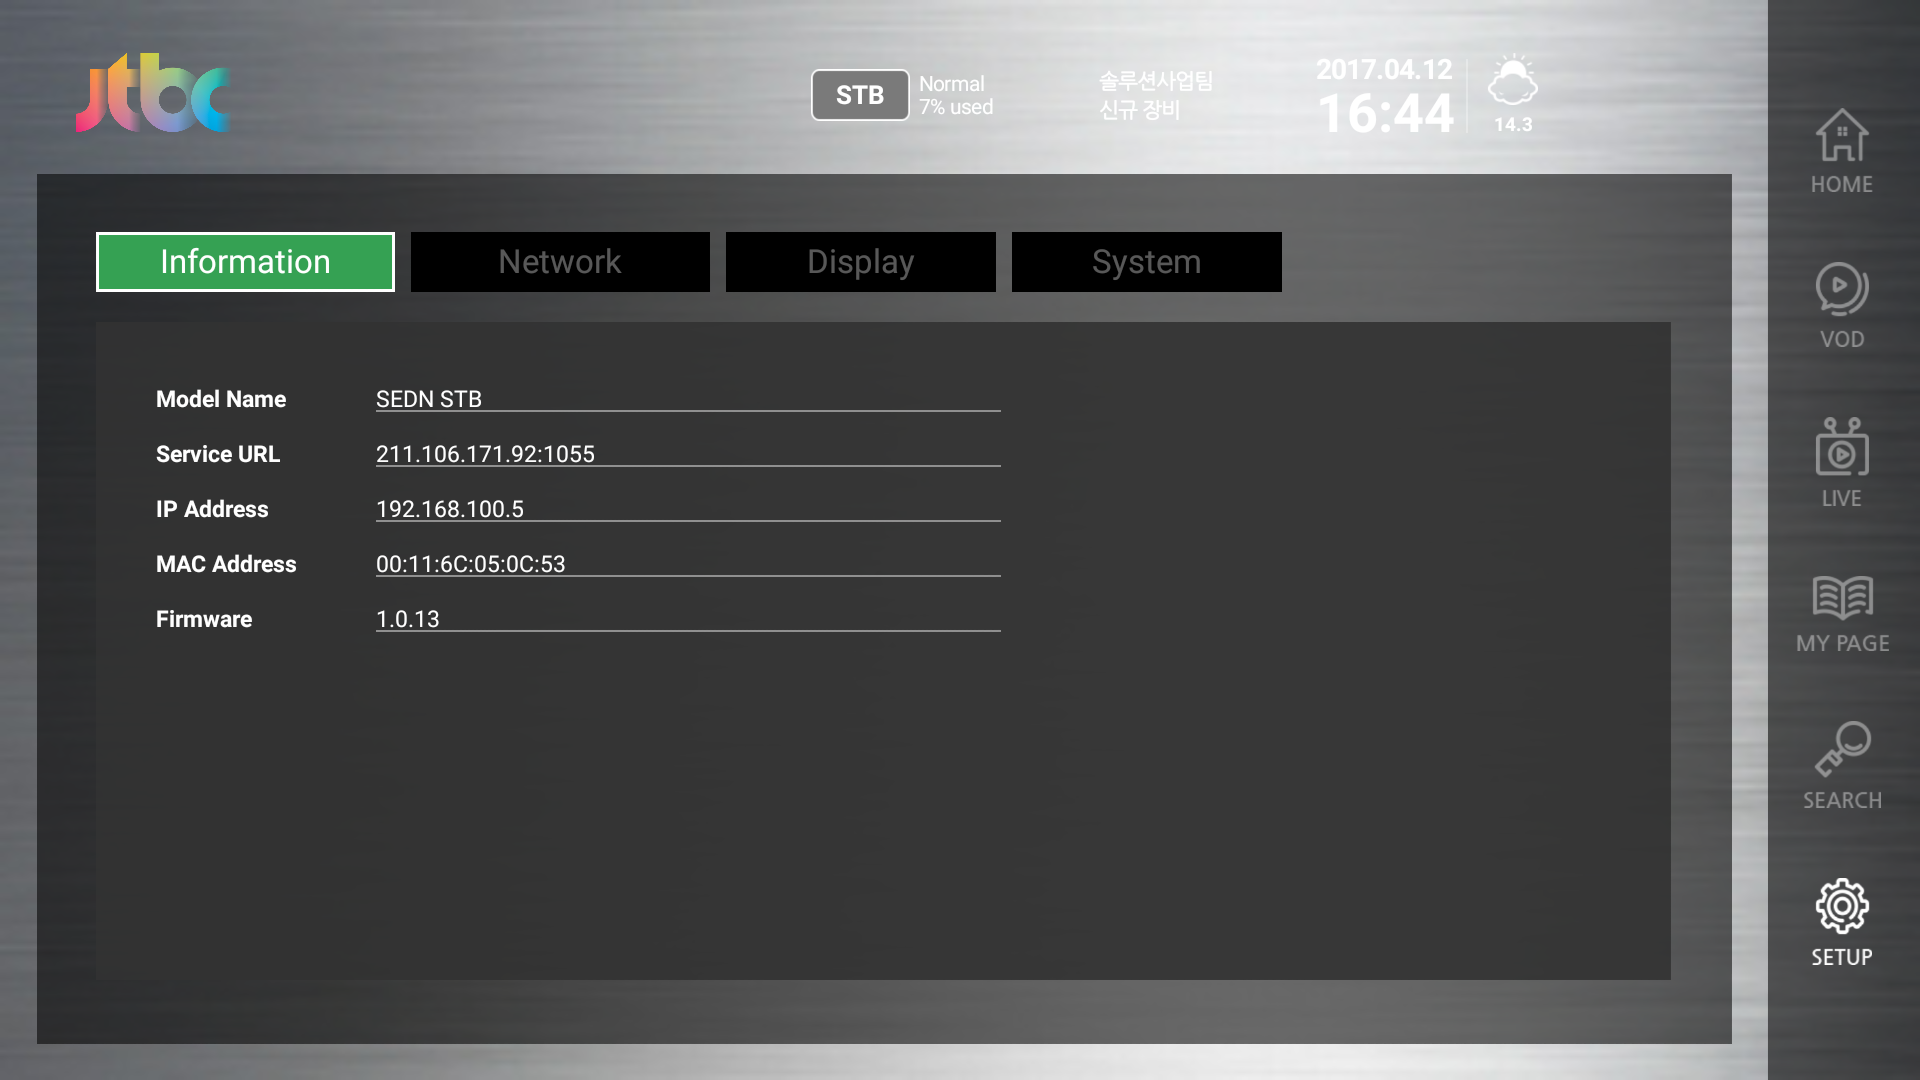 jtbc
STB
Normal
7% used
솔루션사업팀
신규 장비
2017.04.12
16:44
14.3
HOME
VOD
LIVE
MY PAGE
SEARCH
SETUP
Information
Network
Display
System
Model Name SEDN STB
Service URL 211.106.171.92:1055
IP Address 192.168.100.5
MAC Address 00:11:6C:05:0C:53
Firmware 1.0.13